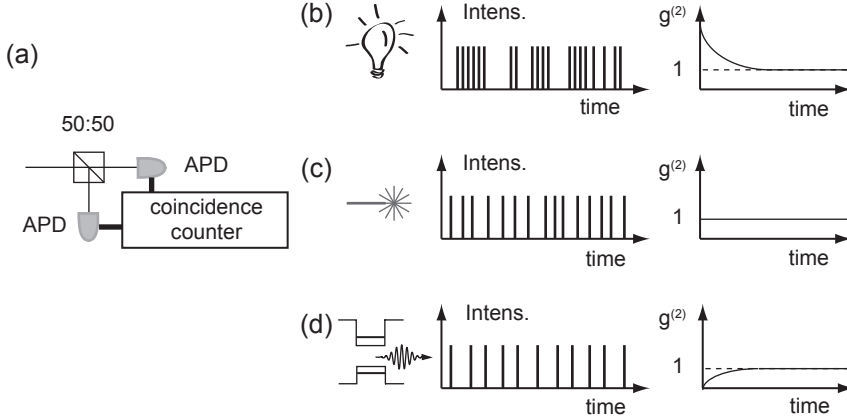 (a)
50:50
APD
APD
coincidence
counter
(b)
Intens.
time
g(2)
1
(c)
Intens.
time
g(2)
1
time
(d)
Intens.
time
g(2)
1
time